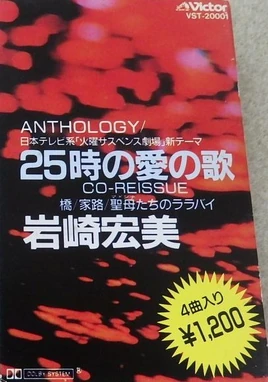 Victor
VST-20001
ANTHOLOGY/
日本テレビ系「火曜サスペンス劇場」新テーマ
25時の愛の歌
CO-REISSUE
橋/家路/聖母たちのララバイ
岩崎宏美
4曲入り
¥1,200
DOLBY SYSTEM